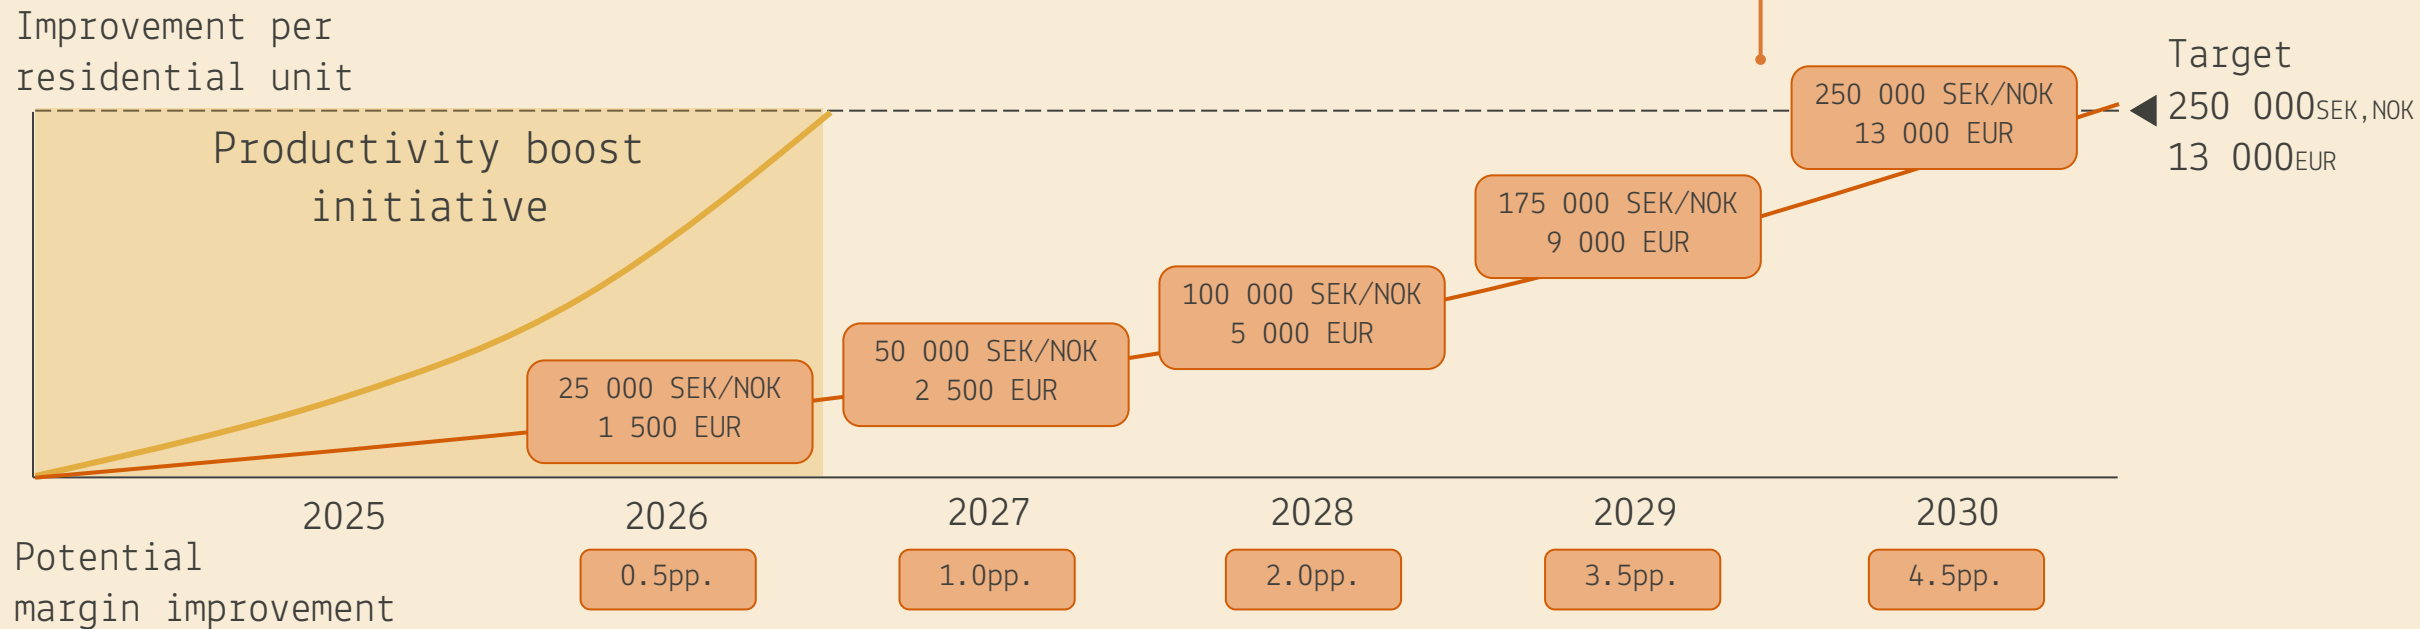 Improvement per
residential unit
Productivity boost
initiative
25 000 SEK/NOK
1 500 EUR
50 000 SEK/NOK
2 500 EUR
100 000 SEK/NOK
5 000 EUR
175 000 SEK/NOK
9 000 EUR
250 000 SEK/NOK
13 000 EUR
Target
250 000SEK,NOK
13 000EUR
2025 2026 2027 2028 2029 2030
Potential
margin improvement
0.5pp. 1.0pp. 2.0pp. 3.5pp. 4.5pp.